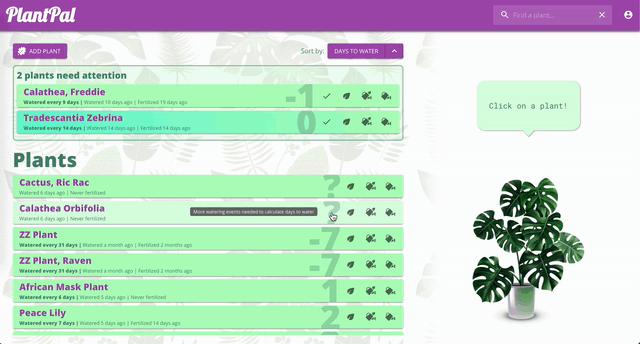 PlantPal
Find a plant...
ADD PLANT
Sort by:
DAYS TO WATER
2 plants need attention
Calathea, Freddie
Watered every 9 days | Watered 10 days ago | Fertilized 19 days ago
-1
Tradescantia Zebrina
Watered every 14 days | Watered 14 days ago | Fertilized 14 days ago
0
Click on a plant!
Plants
Cactus, Ric Rac
Watered 6 days ago | Never fertilized
?
Calathea Orbifolia
Watered 6 days ago | Never fertilized
More watering events needed to calculate days to water
?
ZZ Plant
Watered every 31 days | Watered a month ago | Fertilized 2 months ago
-7
ZZ Plant, Raven
Watered every 31 days | Watered a month ago | Fertilized 2 months ago
-7
African Mask Plant
Watered every 6 days | Watered 5 days ago | Never fertilized
1
Peace Lily
Watered every 7 days | Watered 5 days ago | Fertilized 14 days ago
2